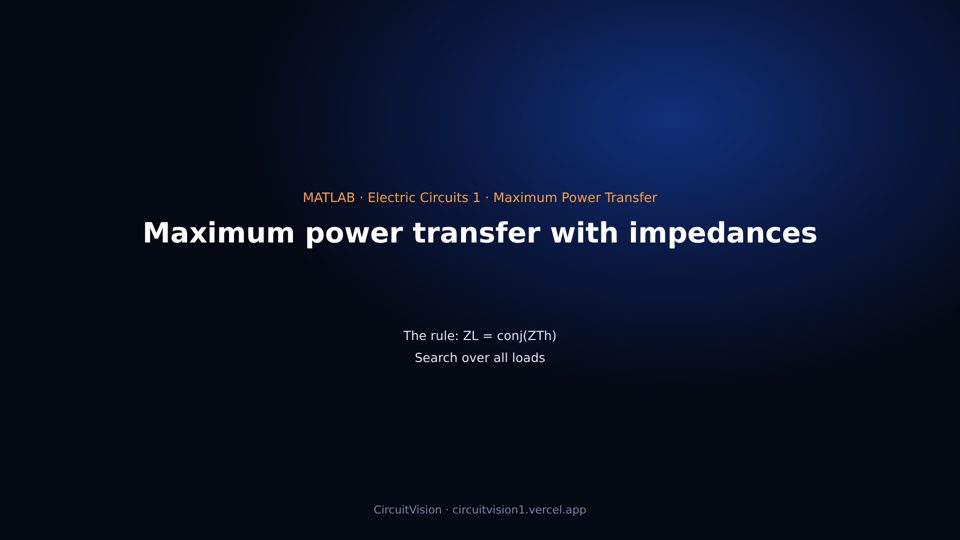 MATLAB · Electric Circuits 1 · Maximum Power Transfer
Maximum power transfer with impedances
The rule: ZL = conj(ZTh)
Search over all loads
CircuitVision · circuitvision1.vercel.app